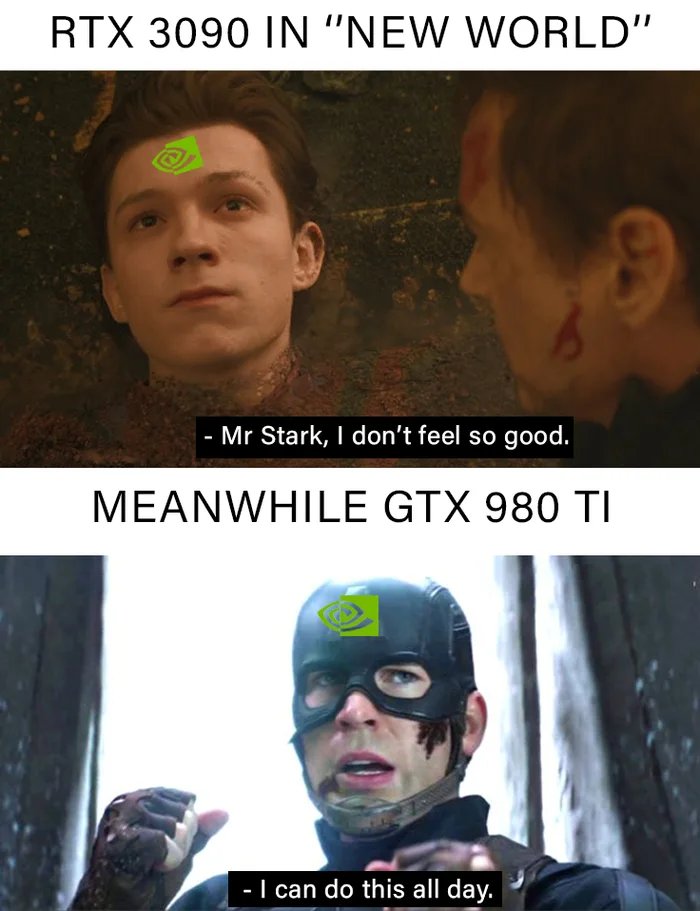 RTX 3090 IN "NEW WORLD"
- Mr Stark, I don't feel so good.
MEANWHILE GTX 980 TI
- I can do this all day.